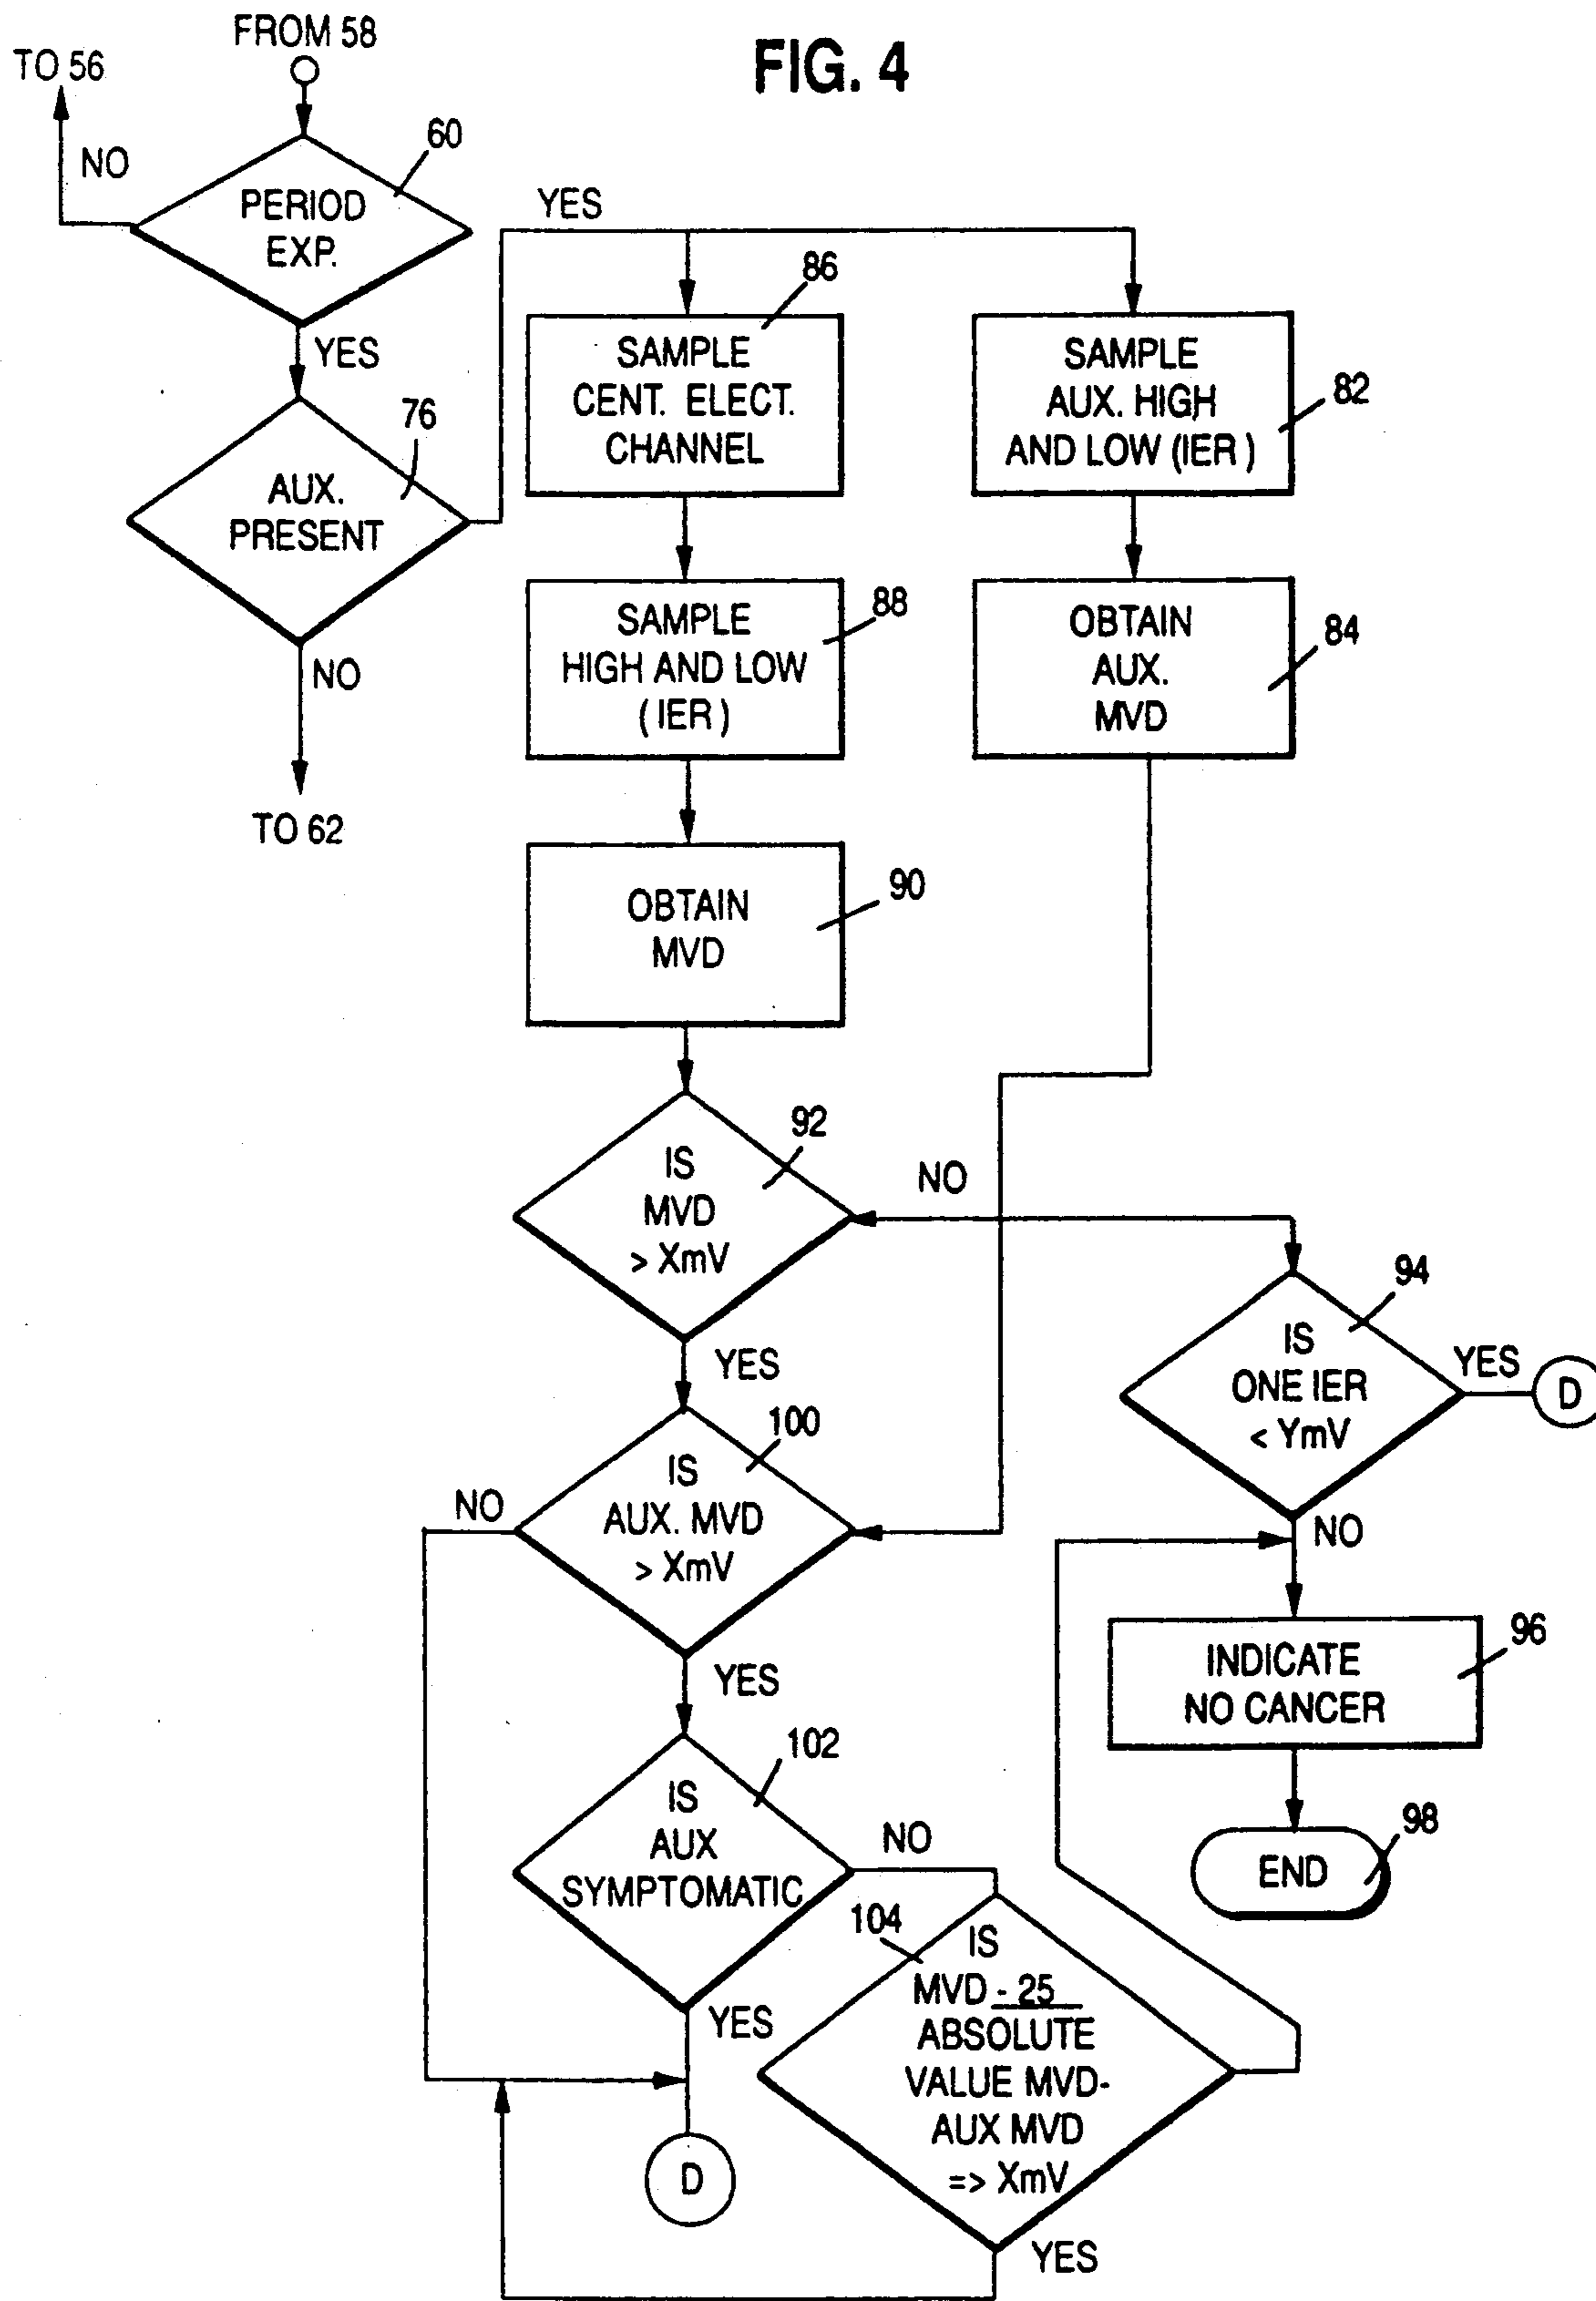 FIG. 4
FROM 58
TO 56
NO
60
PERIOD
EXP.
YES
YES
76
AUX.
PRESENT
NO
TO 62
86
SAMPLE
CENT. ELECT.
CHANNEL
82
SAMPLE
AUX. HIGH
AND LOW (IER)
88
SAMPLE
HIGH AND LOW
(IER)
84
OBTAIN
AUX.
MVD
90
OBTAIN
MVD
92
IS
MVD
> XmV
NO
YES
94
IS
ONE IER
< YmV
YES
D
NO
100
IS
AUX. MVD
> XmV
NO
YES
96
INDICATE
NO CANCER
98
END
102
IS
AUX
SYMPTOMATIC
NO
YES
104
IS
MVD - 25
ABSOLUTE
VALUE MVD-
AUX MVD
=> XmV
YES
D